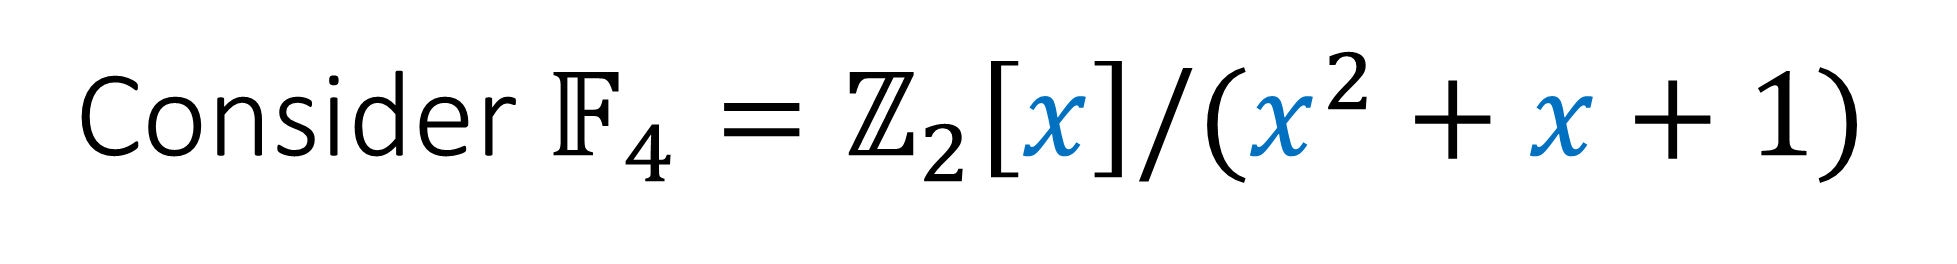 Consider 𝔽₄ = ℤ₂[x]/(x² + x + 1)